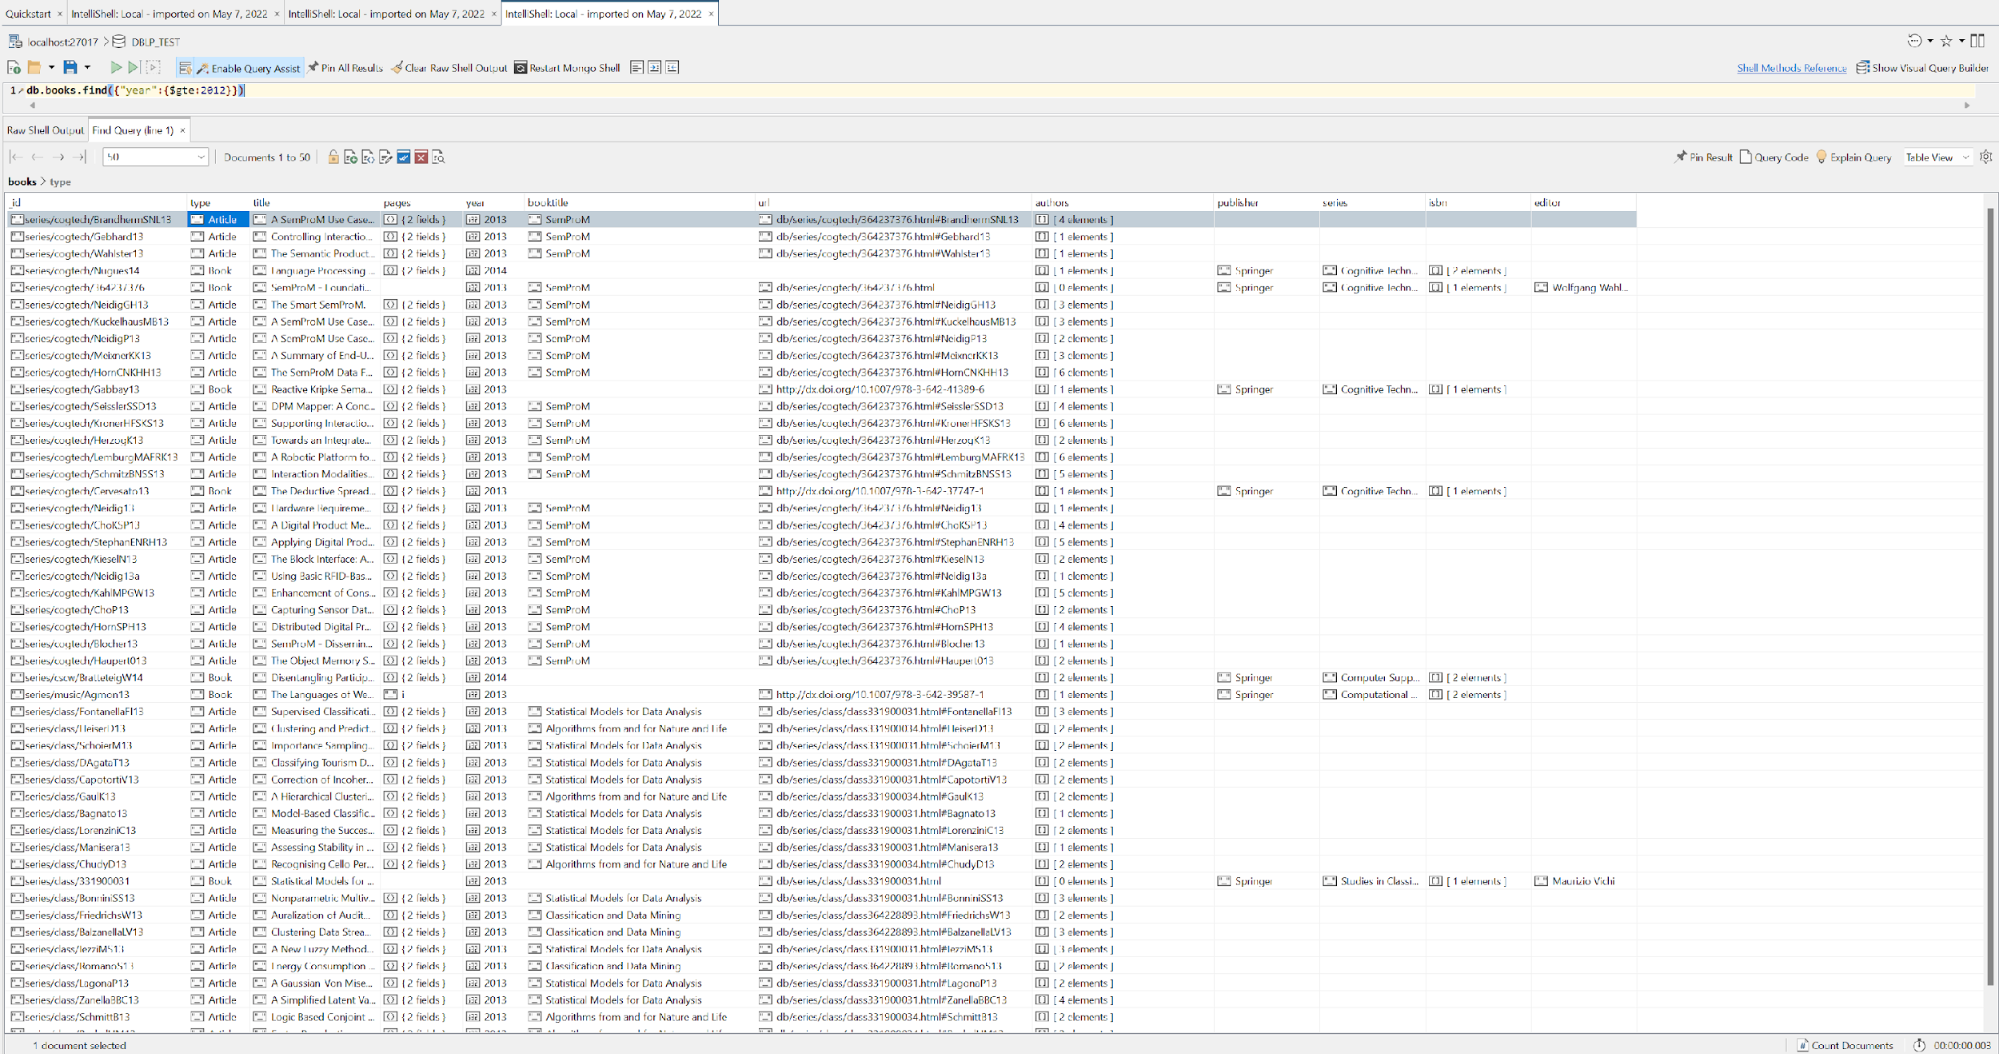 Quickstart × IntelliShell: Local - imported on May 7, 2022 × IntelliShell: Local - imported on May 7, 2022 × IntelliShell: Local - imported on May 7, 2022 ×
localhost:27017 > DBLP_TEST
Enable Query Assist Pin All Results Clear Raw Shell Output Restart Mongo Shell Shell Methods Reference Show Visual Query Builder
1 db.books.find({"year":{$gte:2012}})
Raw Shell Output Find Query (line 1) ×
50 Documents 1 to 50 Pin Result Query Code Explain Query Table View
books > type
_id type title pages year booktitle url authors publisher series isbn editor
series/cogtech/BrandhermSNL13 Article A SemProM Use Case... { 2 fields } 2013 SemProM db/series/cogtech/364237376.html#BrandhermSNL13 [ 4 elements ]
series/cogtech/Gebhard13 Article Controlling Interactio... { 2 fields } 2013 SemProM db/series/cogtech/364237376.html#Gebhard13 [ 1 elements ]
series/cogtech/Wahlster13 Article The Semantic Product... { 2 fields } 2013 SemProM db/series/cogtech/364237376.html#Wahlster13 [ 1 elements ]
series/cogtech/Nugues14 Book Language Processing ... { 2 fields } 2014 [ 1 elements ] Springer Cognitive Techn... [ 2 elements ]
series/cogtech/364237376 Book SemProM - Foundati... 2013 SemProM db/series/cogtech/364237376.html [ 0 elements ] Springer Cognitive Techn... [ 1 elements ] Wolfgang Wahl...
series/cogtech/NeidigGH13 Article The Smart SemProM. { 2 fields } 2013 SemProM db/series/cogtech/364237376.html#NeidigGH13 [ 3 elements ]
series/cogtech/KuckelhausMB13 Article A SemProM Use Case... { 2 fields } 2013 SemProM db/series/cogtech/364237376.html#KuckelhausMB13 [ 3 elements ]
series/cogtech/NeidigP13 Article A SemProM Use Case... { 2 fields } 2013 SemProM db/series/cogtech/364237376.html#NeidigP13 [ 2 elements ]
series/cogtech/MeixnerKK13 Article A Summary of End-U... { 2 fields } 2013 SemProM db/series/cogtech/364237376.html#MeixnerKK13 [ 3 elements ]
series/cogtech/HornCNKHH13 Article The SemProM Data F... { 2 fields } 2013 SemProM db/series/cogtech/364237376.html#HornCNKHH13 [ 6 elements ]
series/cogtech/Gabbay13 Book Reactive Kripke Sema... { 2 fields } 2013 http://dx.doi.org/10.1007/978-3-642-41389-6 [ 1 elements ] Springer Cognitive Techn... [ 1 elements ]
series/cogtech/SeisslerSSD13 Article DPM Mapper: A Conc... { 2 fields } 2013 SemProM db/series/cogtech/364237376.html#SeisslerSSD13 [ 4 elements ]
series/cogtech/KronerHFSKS13 Article Supporting Interactio... { 2 fields } 2013 SemProM db/series/cogtech/364237376.html#KronerHFSKS13 [ 6 elements ]
series/cogtech/HerzogK13 Article Towards an Integrate... { 2 fields } 2013 SemProM db/series/cogtech/364237376.html#HerzogK13 [ 2 elements ]
series/cogtech/LemburgMAFRK13 Article A Robotic Platform fo... { 2 fields } 2013 SemProM db/series/cogtech/364237376.html#LemburgMAFRK13 [ 6 elements ]
series/cogtech/SchmitzBNSS13 Article Interaction Modalities... { 2 fields } 2013 SemProM db/series/cogtech/364237376.html#SchmitzBNSS13 [ 5 elements ]
series/cogtech/Cervesato13 Book The Deductive Spread... { 2 fields } 2013 http://dx.doi.org/10.1007/978-3-642-37747-1 [ 1 elements ] Springer Cognitive Techn... [ 1 elements ]
series/cogtech/Neidig13 Article Hardware Requireme... { 2 fields } 2013 SemProM db/series/cogtech/364237376.html#Neidig13 [ 1 elements ]
series/cogtech/ChoKSP13 Article A Digital Product Me... { 2 fields } 2013 SemProM db/series/cogtech/364237376.html#ChoKSP13 [ 4 elements ]
series/cogtech/StephanENRH13 Article Applying Digital Prod... { 2 fields } 2013 SemProM db/series/cogtech/364237376.html#StephanENRH13 [ 5 elements ]
series/cogtech/KieselN13 Article The Block Interface: A... { 2 fields } 2013 SemProM db/series/cogtech/364237376.html#KieselN13 [ 2 elements ]
series/cogtech/Neidig13a Article Using Basic RFID-Bas... { 2 fields } 2013 SemProM db/series/cogtech/364237376.html#Neidig13a [ 1 elements ]
series/cogtech/KahlMPGW13 Article Enhancement of Cons... { 2 fields } 2013 SemProM db/series/cogtech/364237376.html#KahlMPGW13 [ 5 elements ]
series/cogtech/ChoP13 Article Capturing Sensor Dat... { 2 fields } 2013 SemProM db/series/cogtech/364237376.html#ChoP13 [ 2 elements ]
series/cogtech/HornSPH13 Article Distributed Digital Pr... { 2 fields } 2013 SemProM db/series/cogtech/364237376.html#HornSPH13 [ 4 elements ]
series/cogtech/Blocher13 Article SemProM - Dissemin... { 2 fields } 2013 SemProM db/series/cogtech/364237376.html#Blocher13 [ 1 elements ]
series/cogtech/Haupert013 Article The Object Memory S... { 2 fields } 2013 SemProM db/series/cogtech/364237376.html#Haupert013 [ 2 elements ]
series/cscw/BratteteigW14 Book Disentangling Particip... { 2 fields } 2014 [ 2 elements ] Springer Computer Supp... [ 2 elements ]
series/music/Agmon13 Book The Languages of We... i 2013 http://dx.doi.org/10.1007/978-3-642-39587-1 [ 1 elements ] Springer Computational ... [ 2 elements ]
series/class/FontanellaFI13 Article Supervised Classificati... { 2 fields } 2013 Statistical Models for Data Analysis db/series/class/class331900031.html#FontanellaFI13 [ 3 elements ]
series/class/HeiserD13 Article Clustering and Predict... { 2 fields } 2013 Algorithms from and for Nature and Life db/series/class/class331900034.html#HeiserD13 [ 2 elements ]
series/class/SchoierM13 Article Importance Sampling... { 2 fields } 2013 Statistical Models for Data Analysis db/series/class/class331900031.html#SchoierM13 [ 2 elements ]
series/class/DAgataT13 Article Classifying Tourism D... { 2 fields } 2013 Statistical Models for Data Analysis db/series/class/class331900031.html#DAgataT13 [ 2 elements ]
series/class/CapotortiV13 Article Correction of Incoher... { 2 fields } 2013 Statistical Models for Data Analysis db/series/class/class331900031.html#CapotortiV13 [ 2 elements ]
series/class/GaulK13 Article A Hierarchical Clusteri... { 2 fields } 2013 Algorithms from and for Nature and Life db/series/class/class331900034.html#GaulK13 [ 2 elements ]
series/class/Bagnato13 Article Model-Based Classific... { 2 fields } 2013 Statistical Models for Data Analysis db/series/class/class331900031.html#Bagnato13 [ 1 elements ]
series/class/LorenziniC13 Article Measuring the Succes... { 2 fields } 2013 Statistical Models for Data Analysis db/series/class/class331900031.html#LorenziniC13 [ 2 elements ]
series/class/Manisera13 Article Assessing Stability in ... { 2 fields } 2013 Statistical Models for Data Analysis db/series/class/class331900031.html#Manisera13 [ 1 elements ]
series/class/ChudyD13 Article Recognising Cello Per... { 2 fields } 2013 Algorithms from and for Nature and Life db/series/class/class331900034.html#ChudyD13 [ 2 elements ]
series/class/331900031 Book Statistical Models for ... 2013 db/series/class/class331900031.html [ 0 elements ] Springer Studies in Classi... [ 1 elements ] Maurizio Vichi
series/class/BonniniSS13 Article Nonparametric Multiv... { 2 fields } 2013 Statistical Models for Data Analysis db/series/class/class331900031.html#BonniniSS13 [ 3 elements ]
series/class/FriedrichsW13 Article Auralization of Audit... { 2 fields } 2013 Classification and Data Mining db/series/class/class364228893.html#FriedrichsW13 [ 2 elements ]
series/class/BalzanellaLV13 Article Clustering Data Strea... { 2 fields } 2013 Classification and Data Mining db/series/class/class364228893.html#BalzanellaLV13 [ 3 elements ]
series/class/IezziMS13 Article A New Fuzzy Method... { 2 fields } 2013 Statistical Models for Data Analysis db/series/class/class331900031.html#IezziMS13 [ 3 elements ]
series/class/RomanoS13 Article Energy Consumption ... { 2 fields } 2013 Classification and Data Mining db/series/class/class364228893.html#RomanoS13 [ 2 elements ]
series/class/LagonaP13 Article A Gaussian-Von Mise... { 2 fields } 2013 Statistical Models for Data Analysis db/series/class/class331900031.html#LagonaP13 [ 2 elements ]
series/class/ZanellaBBC13 Article A Simplified Latent Va... { 2 fields } 2013 Statistical Models for Data Analysis db/series/class/class331900031.html#ZanellaBBC13 [ 4 elements ]
series/class/SchmittB13 Article Logic Based Conjoint ... { 2 fields } 2013 Algorithms from and for Nature and Life db/series/class/class331900034.html#SchmittB13 [ 2 elements ]
1 document selected Count Documents 00:00:00.003